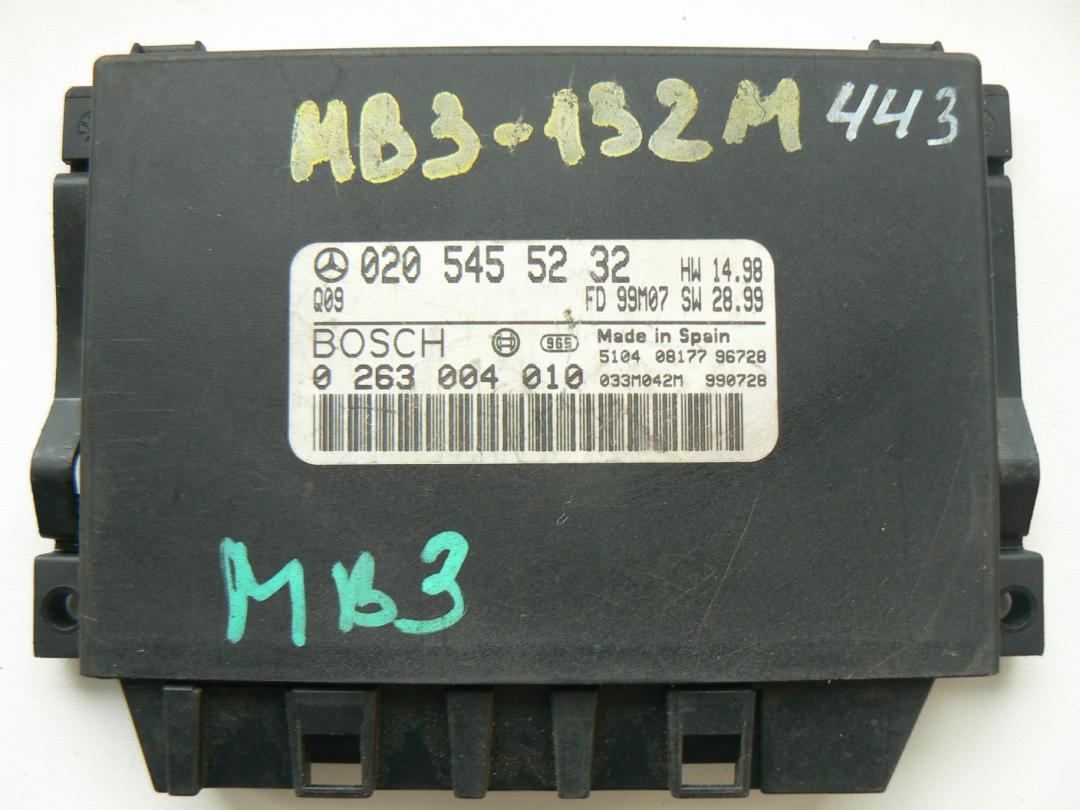 MB3-132M 443
020 545 52 32 HW 14.98
Q09 FD 99M07 SW 28.99
BOSCH 965 Made in Spain
5104 08177 96728
0 263 004 010 033M042M 990728
MB3